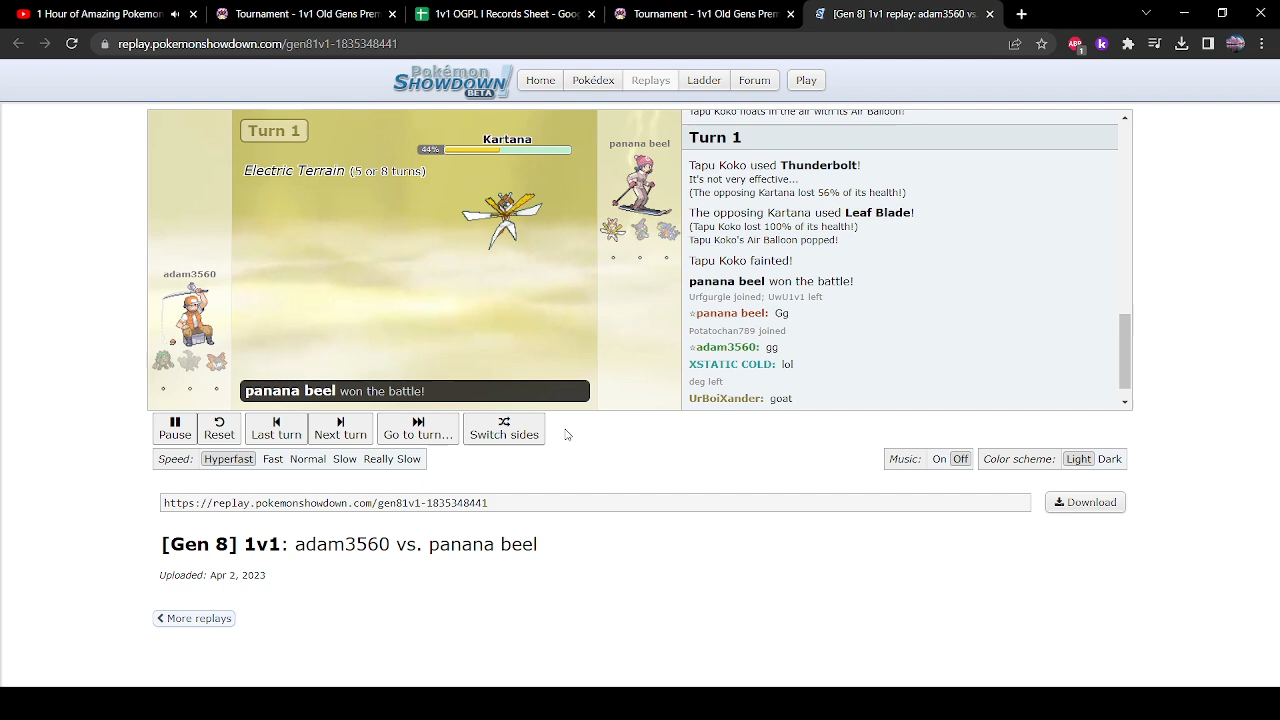 1 Hour of Amazing Pokemon
Tournament - 1v1 Old Gens Prem
1v1 OGPL I Records Sheet - Goo
Tournament - 1v1 Old Gens Prem
[Gen 8] 1v1 replay: adam3560 vs.
replay.pokemonshowdown.com/gen81v1-1835348441
ABP
1
k
Pokémon
SHOWDOWN!
BETA
Home
Pokédex
Replays
Ladder
Forum
Play
Turn 1
Kartana
44%
Electric Terrain (5 or 8 turns)
panana beel
adam3560
panana beel won the battle!
Tapu Koko floats in the air with its Air Balloon!
Turn 1
Tapu Koko used Thunderbolt!
It's not very effective...
(The opposing Kartana lost 56% of its health!)
The opposing Kartana used Leaf Blade!
(Tapu Koko lost 100% of its health!)
Tapu Koko's Air Balloon popped!
Tapu Koko fainted!
panana beel won the battle!
Urfgurgle joined; UwU1v1 left
☆panana beel: Gg
Potatochan789 joined
☆adam3560: gg
XSTATIC COLD: lol
deg left
UrBoiXander: goat
Pause
Reset
Last turn
Next turn
Go to turn...
Switch sides
Speed: Hyperfast Fast Normal Slow Really Slow
Music: On Off
Color scheme: Light Dark
https://replay.pokemonshowdown.com/gen81v1-1835348441
Download
[Gen 8] 1v1: adam3560 vs. panana beel
Uploaded: Apr 2, 2023
More replays